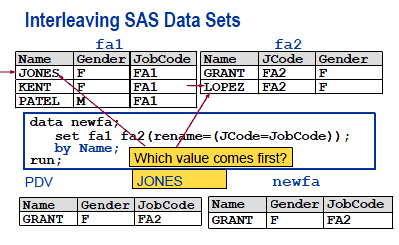 Interleaving SAS Data Sets
fa1 fa2
Name Gender JobCode Name JCode Gender
JONES F FA1 GRANT FA2 F
KENT F FA1 LOPEZ FA2 F
PATEL M FA1
data newfa;
set fa1 fa2(rename=(JCode=JobCode));
by Name;
run;
Which value comes first?
PDV JONES newfa
Name Gender JobCode Name Gender JobCode
GRANT F FA2 GRANT F FA2